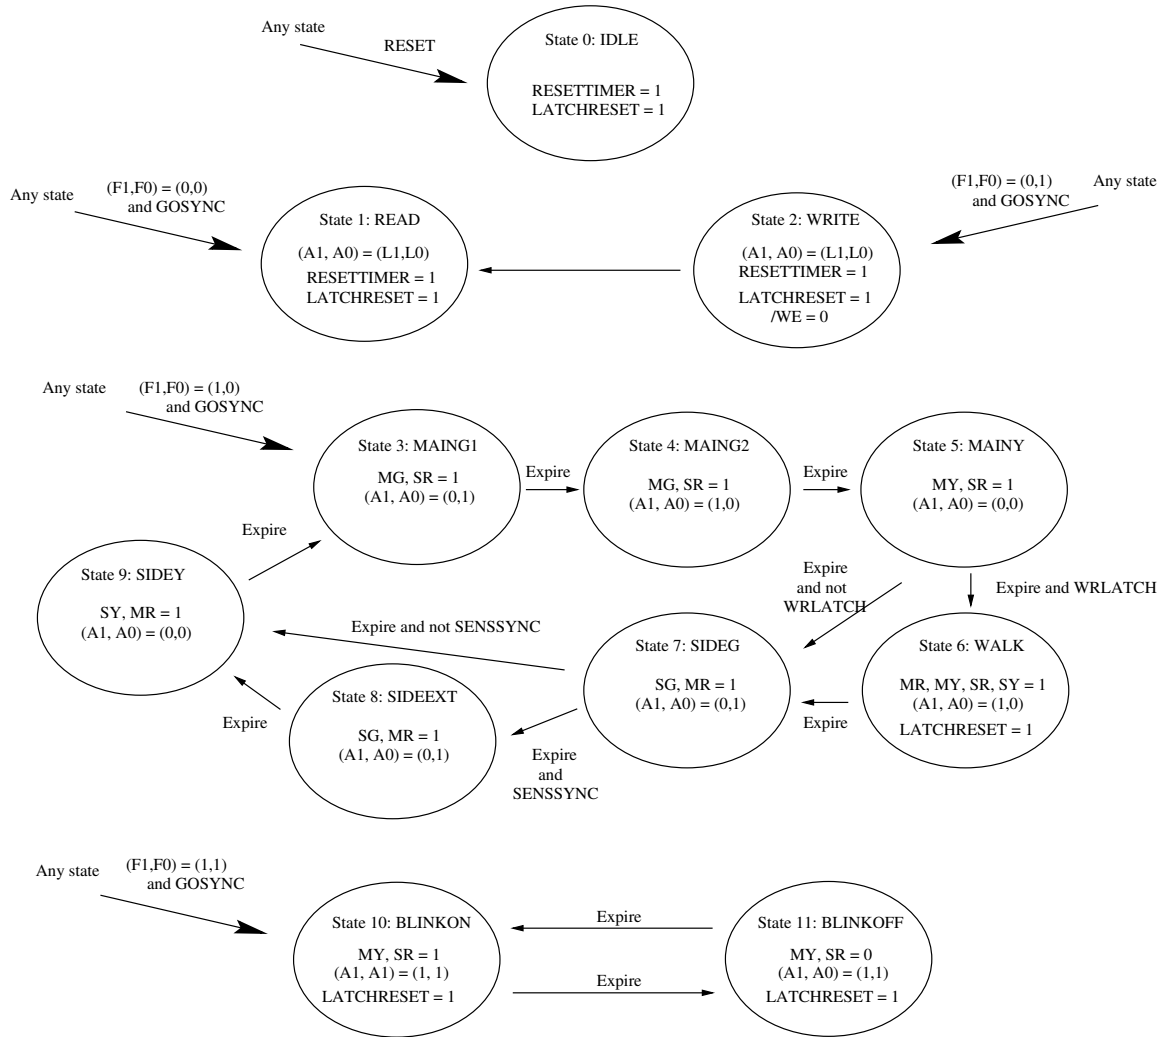 Any state
RESET
State 0: IDLE
RESETTIMER = 1
LATCHRESET = 1
Any state
(F1,F0) = (0,0)
and GOSYNC
State 1: READ
(A1, A0) = (L1,L0)
RESETTIMER = 1
LATCHRESET = 1
(F1,F0) = (0,1)
and GOSYNC
Any state
State 2: WRITE
(A1, A0) = (L1,L0)
RESETTIMER = 1
LATCHRESET = 1
/WE = 0
Any state
(F1,F0) = (1,0)
and GOSYNC
State 3: MAING1
MG, SR = 1
(A1, A0) = (0,1)
Expire
State 4: MAING2
MG, SR = 1
(A1, A0) = (1,0)
Expire
State 5: MAINY
MY, SR = 1
(A1, A0) = (0,0)
Expire
State 9: SIDEY
SY, MR = 1
(A1, A0) = (0,0)
Expire
and not
WRLATCH
Expire and WRLATCH
Expire and not SENSSYNC
State 7: SIDEG
SG, MR = 1
(A1, A0) = (0,1)
State 6: WALK
MR, MY, SR, SY = 1
(A1, A0) = (1,0)
LATCHRESET = 1
Expire
Expire
State 8: SIDEEXT
SG, MR = 1
(A1, A0) = (0,1)
Expire
and
SENSSYNC
Any state
(F1,F0) = (1,1)
and GOSYNC
State 10: BLINKON
MY, SR = 1
(A1, A1) = (1, 1)
LATCHRESET = 1
Expire
Expire
State 11: BLINKOFF
MY, SR = 0
(A1, A0) = (1,1)
LATCHRESET = 1